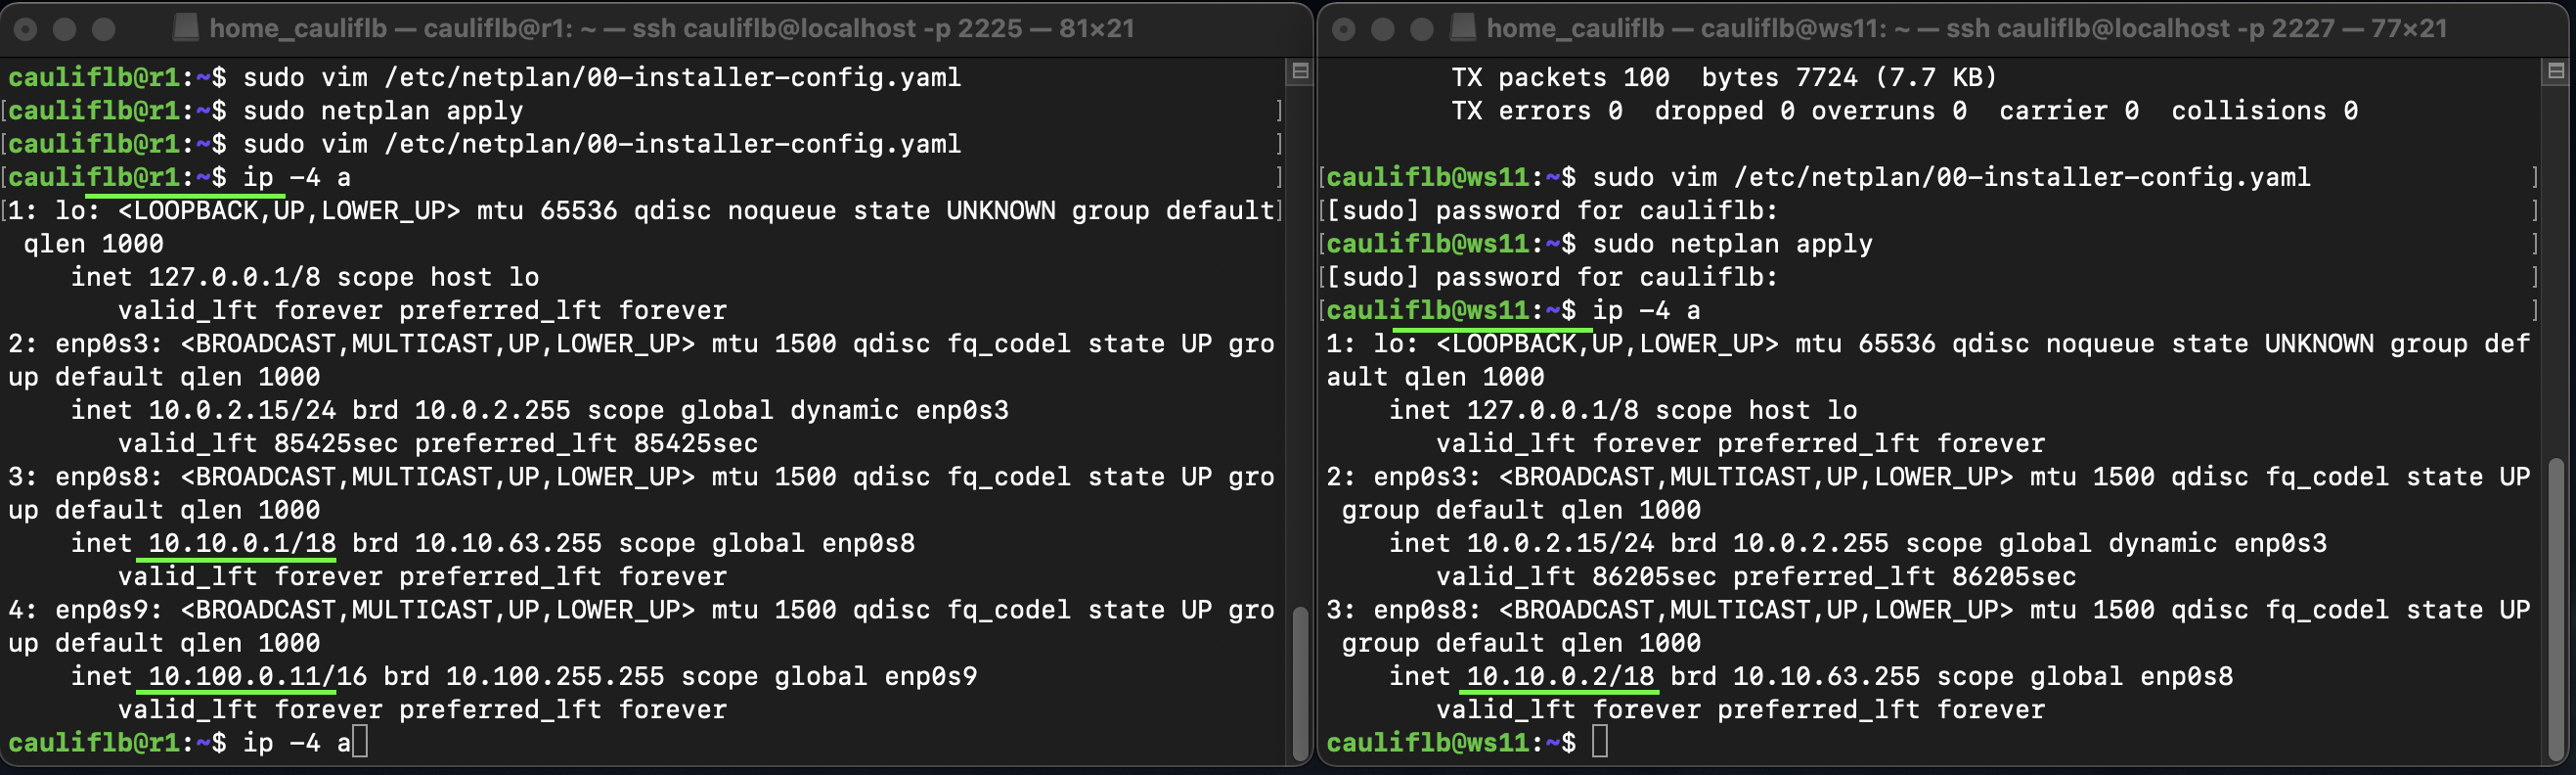 home_cauliflb — cauliflb@r1: ~ — ssh cauliflb@localhost -p 2225 — 81×21
cauliflb@r1:~$ sudo vim /etc/netplan/00-installer-config.yaml
[cauliflb@r1:~$ sudo netplan apply ]
[cauliflb@r1:~$ sudo vim /etc/netplan/00-installer-config.yaml ]
[cauliflb@r1:~$ ip -4 a ]
[1: lo: <LOOPBACK,UP,LOWER_UP> mtu 65536 qdisc noqueue state UNKNOWN group default]
 qlen 1000
    inet 127.0.0.1/8 scope host lo
       valid_lft forever preferred_lft forever
2: enp0s3: <BROADCAST,MULTICAST,UP,LOWER_UP> mtu 1500 qdisc fq_codel state UP gro
up default qlen 1000
    inet 10.0.2.15/24 brd 10.0.2.255 scope global dynamic enp0s3
       valid_lft 85425sec preferred_lft 85425sec
3: enp0s8: <BROADCAST,MULTICAST,UP,LOWER_UP> mtu 1500 qdisc fq_codel state UP gro
up default qlen 1000
    inet 10.10.0.1/18 brd 10.10.63.255 scope global enp0s8
       valid_lft forever preferred_lft forever
4: enp0s9: <BROADCAST,MULTICAST,UP,LOWER_UP> mtu 1500 qdisc fq_codel state UP gro
up default qlen 1000
    inet 10.100.0.11/16 brd 10.100.255.255 scope global enp0s9
       valid_lft forever preferred_lft forever
cauliflb@r1:~$ ip -4 a
home_cauliflb — cauliflb@ws11: ~ — ssh cauliflb@localhost -p 2227 — 77×21
        TX packets 100  bytes 7724 (7.7 KB)
        TX errors 0  dropped 0 overruns 0  carrier 0  collisions 0
[cauliflb@ws11:~$ sudo vim /etc/netplan/00-installer-config.yaml ]
[[sudo] password for cauliflb: ]
[cauliflb@ws11:~$ sudo netplan apply ]
[[sudo] password for cauliflb: ]
[cauliflb@ws11:~$ ip -4 a ]
1: lo: <LOOPBACK,UP,LOWER_UP> mtu 65536 qdisc noqueue state UNKNOWN group def
ault qlen 1000
    inet 127.0.0.1/8 scope host lo
       valid_lft forever preferred_lft forever
2: enp0s3: <BROADCAST,MULTICAST,UP,LOWER_UP> mtu 1500 qdisc fq_codel state UP
 group default qlen 1000
    inet 10.0.2.15/24 brd 10.0.2.255 scope global dynamic enp0s3
       valid_lft 86205sec preferred_lft 86205sec
3: enp0s8: <BROADCAST,MULTICAST,UP,LOWER_UP> mtu 1500 qdisc fq_codel state UP
 group default qlen 1000
    inet 10.10.0.2/18 brd 10.10.63.255 scope global enp0s8
       valid_lft forever preferred_lft forever
cauliflb@ws11:~$